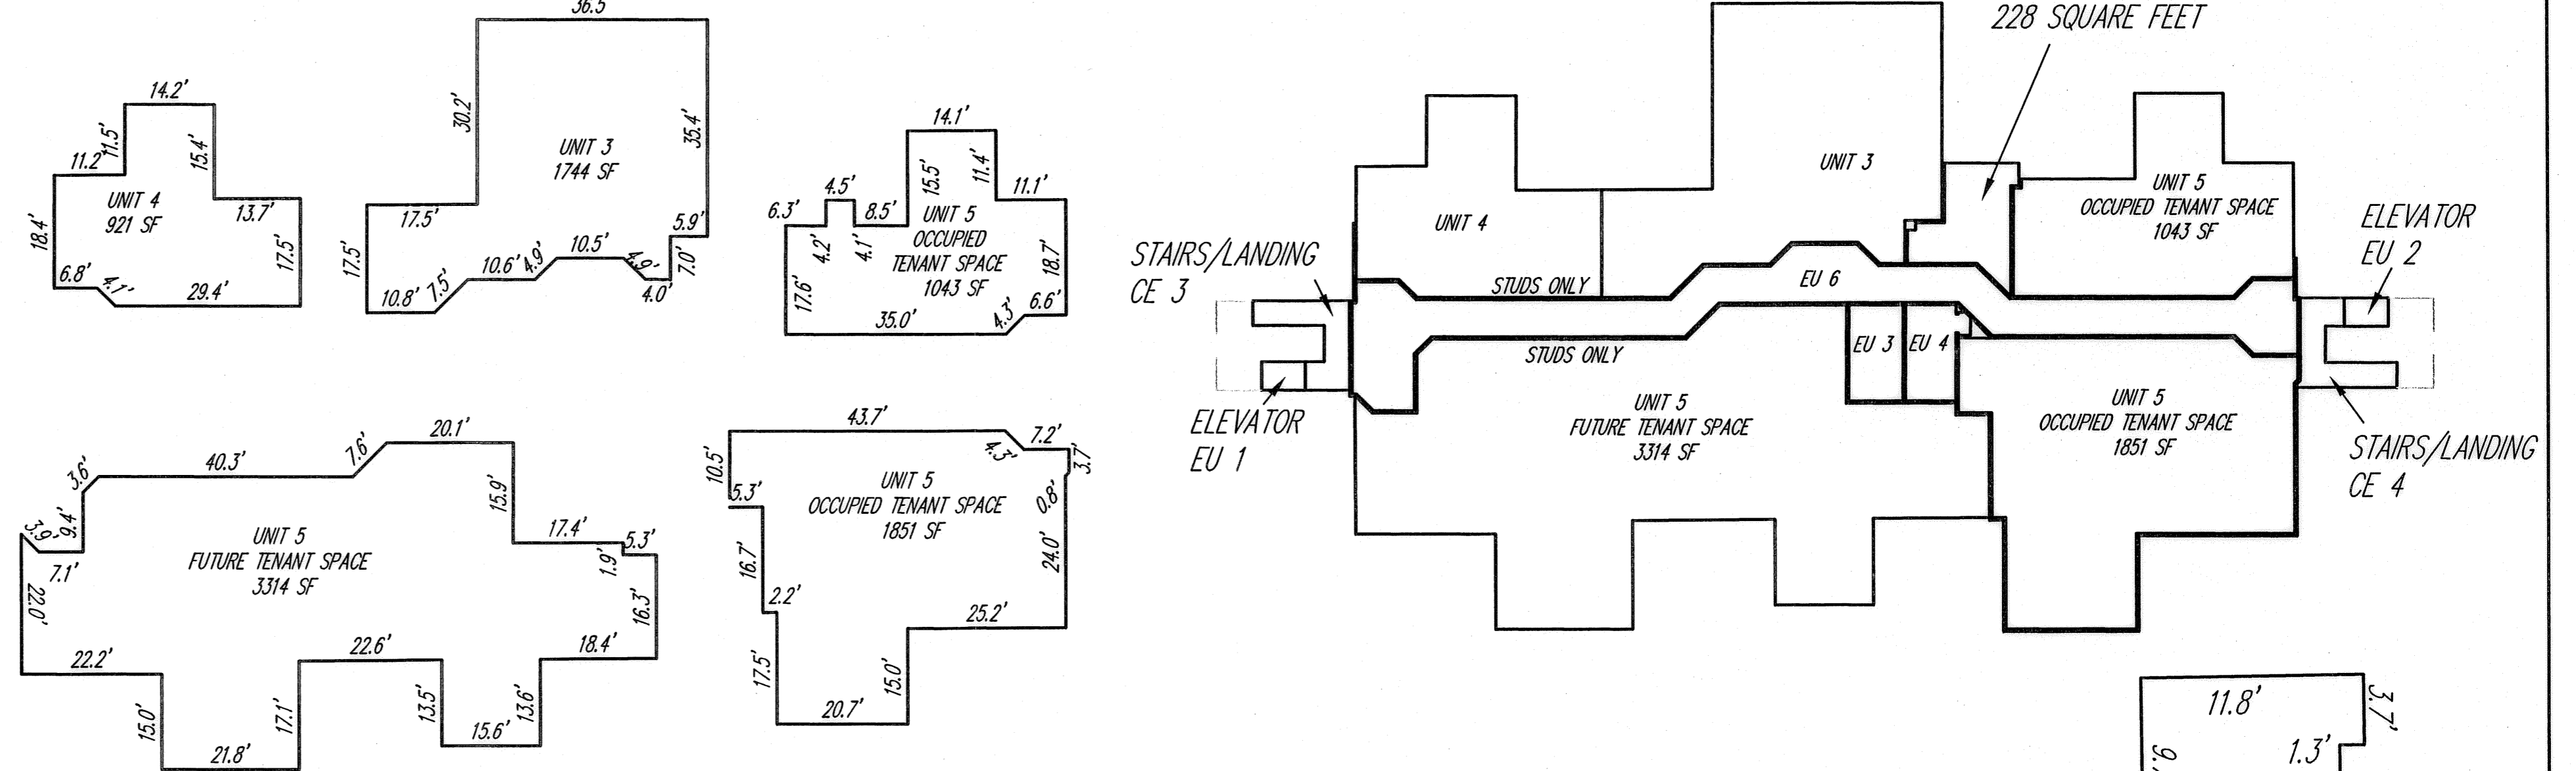 36.5'
14.2'
11.5'
11.2'
15.4'
UNIT 4
921 SF
18.4'
13.7'
17.5'
6.8'
4.1'
29.4'
30.2'
35.4'
UNIT 3
1744 SF
17.5'
17.5'
10.8'
7.5'
10.6'
4.9'
10.5'
4.9'
4.0'
7.0'
5.9'
14.1'
4.5'
15.5'
11.4'
11.1'
6.3'
8.5'
4.2'
4.1'
UNIT 5
OCCUPIED
TENANT SPACE
1043 SF
17.6'
18.7'
35.0'
4.3'
6.6'
20.1'
7.6'
40.3'
3.6'
15.9'
3.9'
9.4'
7.1'
22.0'
UNIT 5
FUTURE TENANT SPACE
3314 SF
17.4'
1.9'
5.3'
16.3'
22.2'
22.6'
18.4'
15.0'
17.1'
13.5'
13.6'
21.8'
15.6'
43.7'
7.2'
4.3'
3.7'
10.5'
5.3'
0.8'
UNIT 5
OCCUPIED TENANT SPACE
1851 SF
16.7'
24.0'
2.2'
25.2'
17.5'
15.0'
20.7'
228 SQUARE FEET
UNIT 3
UNIT 4
UNIT 5
OCCUPIED TENANT SPACE
1043 SF
ELEVATOR
EU 2
STAIRS/LANDING
CE 3
STUDS ONLY
EU 6
STUDS ONLY
EU 3
EU 4
ELEVATOR
EU 1
UNIT 5
FUTURE TENANT SPACE
3314 SF
UNIT 5
OCCUPIED TENANT SPACE
1851 SF
STAIRS/LANDING
CE 4
11.8'
3.7'
1.3'